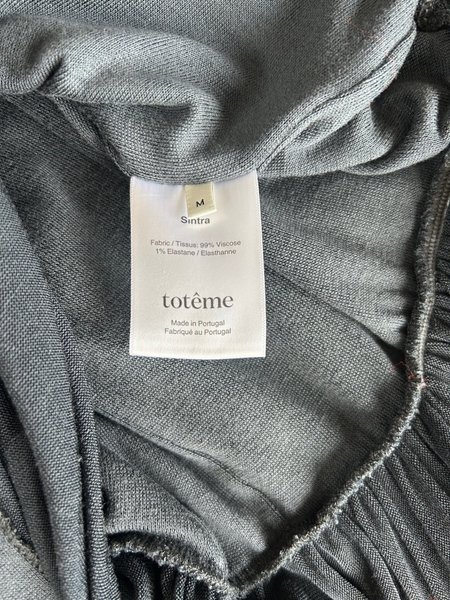 M
Sintra
Fabric / Tissus: 99% Viscose
1% Elastane / Elasthanne
totême
Made in Portugal
Fabriqué au Portugal